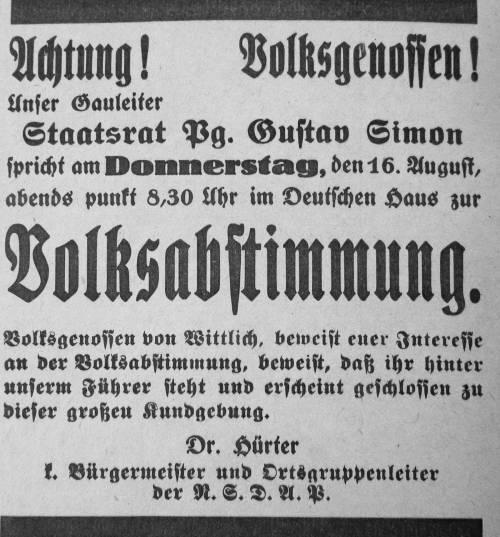 Achtung! Volksgenossen!
Unser Gauleiter
Staatsrat Pg. Gustav Simon
spricht am Donnerstag, den 16. August,
abends punkt 8,30 Uhr im Deutschen Haus zur
Volksabstimmung.
Volksgenossen von Wittlich, beweist euer Interesse
an der Volksabstimmung, beweist, daß ihr hinter
unserm Führer steht und erscheint geschlossen zu
dieser großen Kundgebung.
Dr. Hürter
k. Bürgermeister und Ortsgruppenleiter
der N. S. D. A. P.